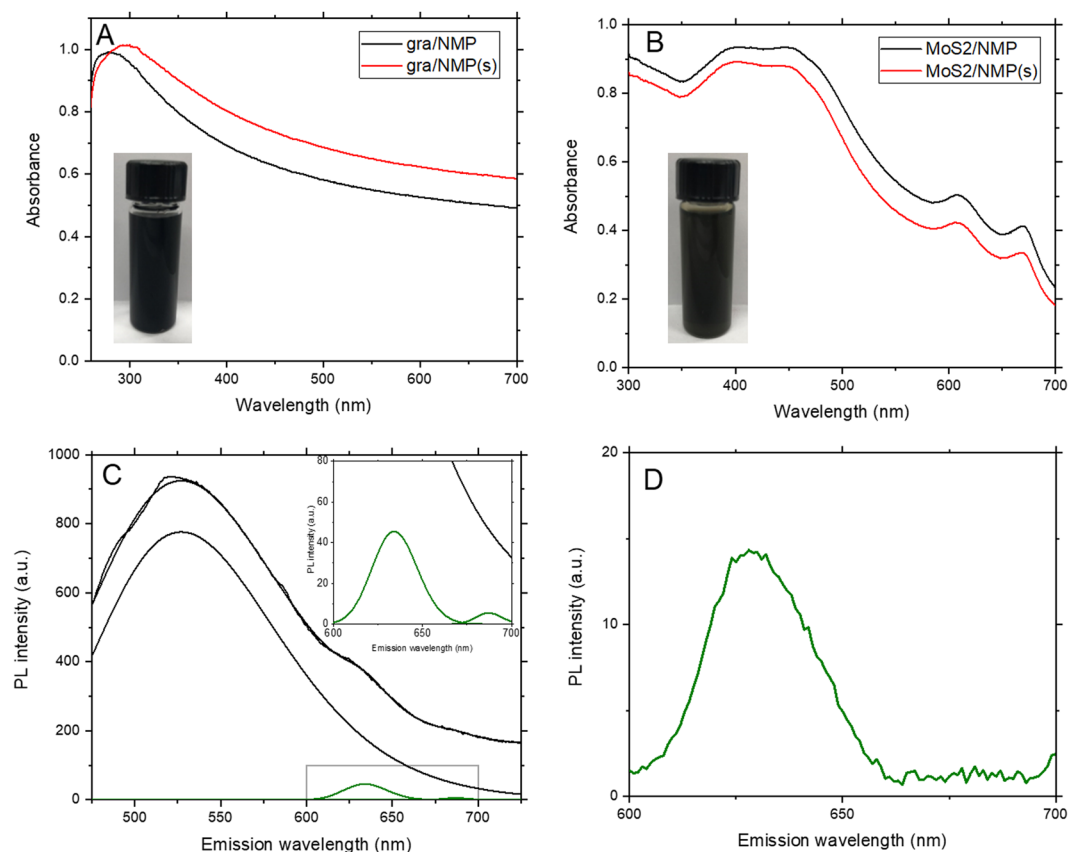 A
gra/NMP
gra/NMP(s)
1.0
0.8
0.6
0.4
0.2
0.0
Absorbance
300
400
500
600
700
Wavelength (nm)
B
MoS2/NMP
MoS2/NMP(s)
1.0
0.8
0.6
0.4
0.2
0.0
Absorbance
300
400
500
600
700
Wavelength (nm)
C
1000
800
600
400
200
0
PL intensity (a.u.)
500
550
600
650
700
Emission wavelength (nm)
80
60
40
20
0
PL intensity (a.u.)
600
650
700
Emission wavelength (nm)
D
20
10
0
PL intensity (a.u.)
600
650
700
Emission wavelength (nm)